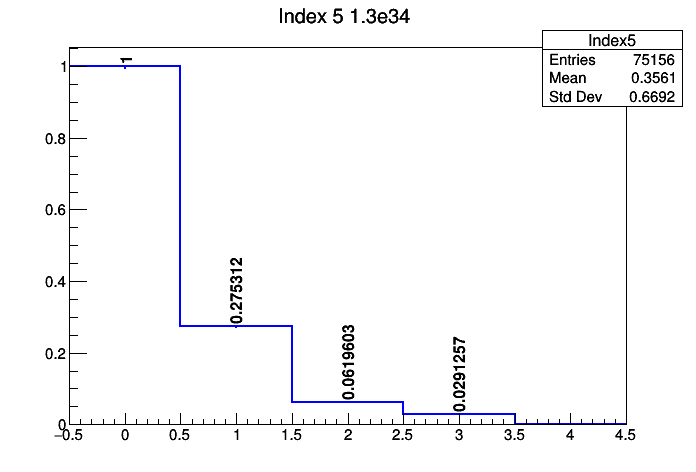 Index 5 1.3e34
Index5
Entries 75156
Mean 0.3561
Std Dev 0.6692
1
0.8
0.6
0.4
0.2
0
1
0.275312
0.0619603
0.0291257
−0.5 0 0.5 1 1.5 2 2.5 3 3.5 4 4.5